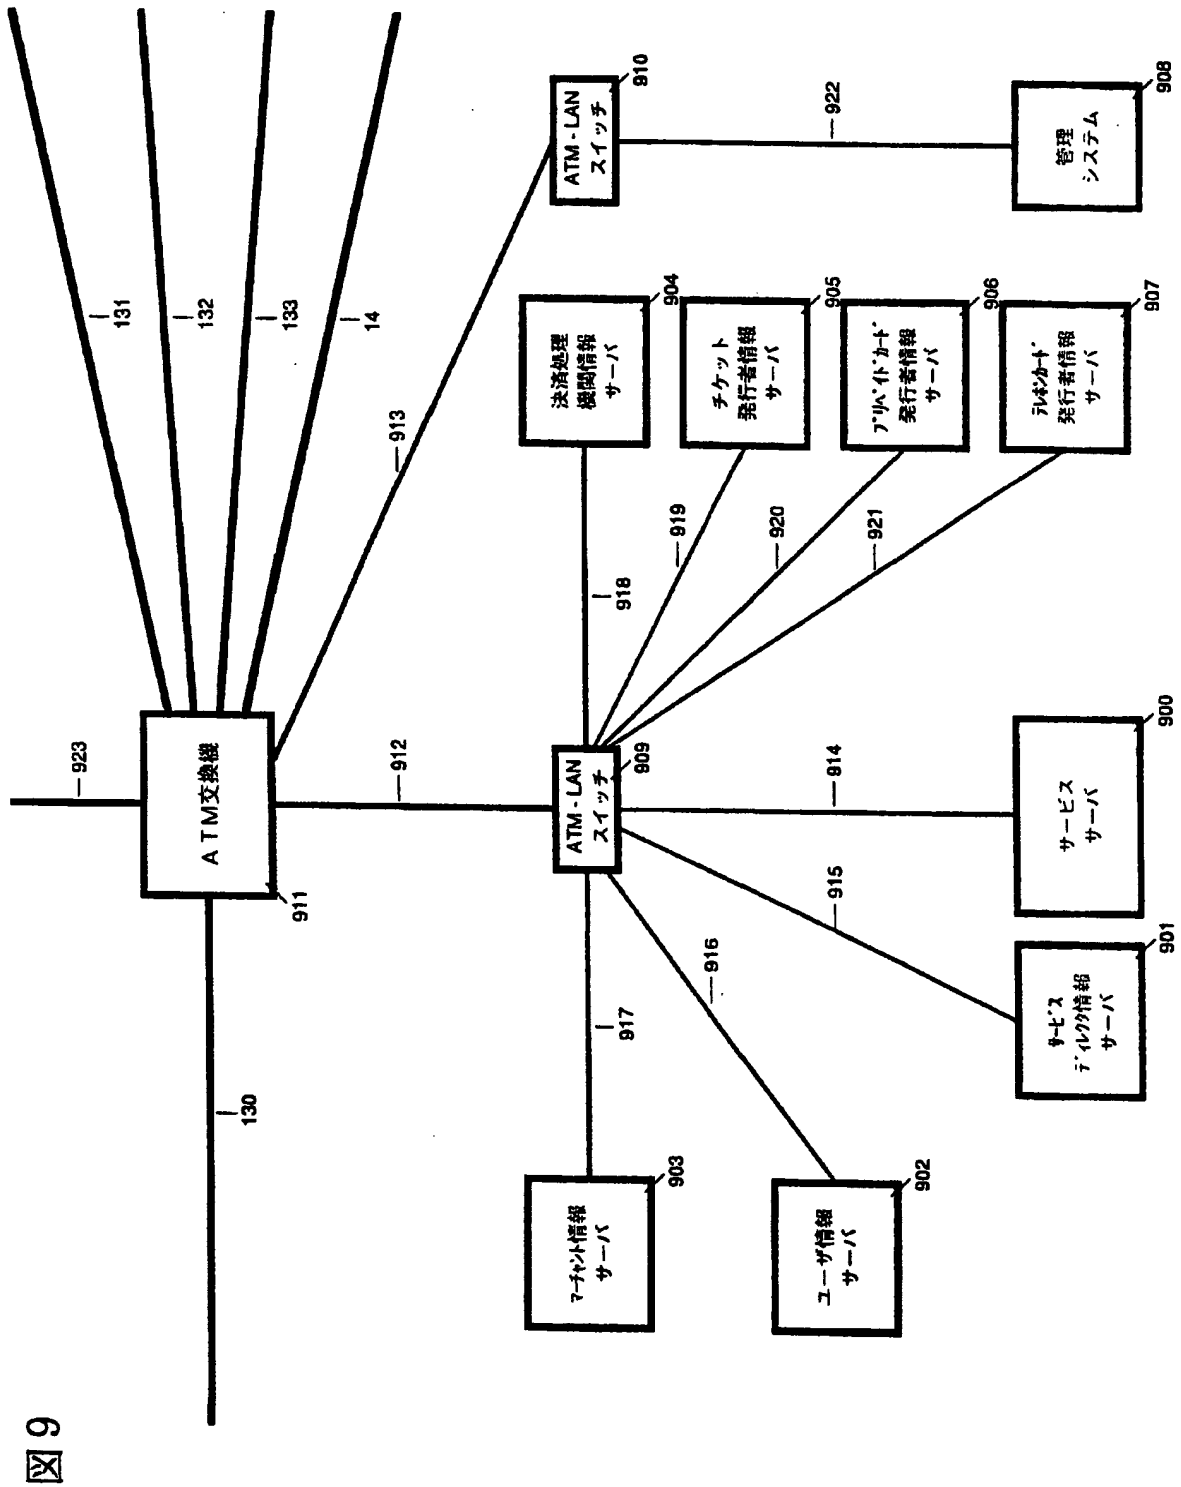 図9
923
ATM交換機
911
130
131
132
133
14
912
913
ATM-LAN
スイッチ
910
922
管理
システム
908
ATM-LAN
スイッチ
909
918
決済処理
機関情報
サーバ
904
919
チケット
発行者情報
サーバ
905
920
プリペイドカード
発行者情報
サーバ
906
921
テレホンカード
発行者情報
サーバ
907
917
マーチャント情報
サーバ
903
916
ユーザ情報
サーバ
902
915
サービス
ディレクタ情報
サーバ
901
914
サービス
サーバ
900